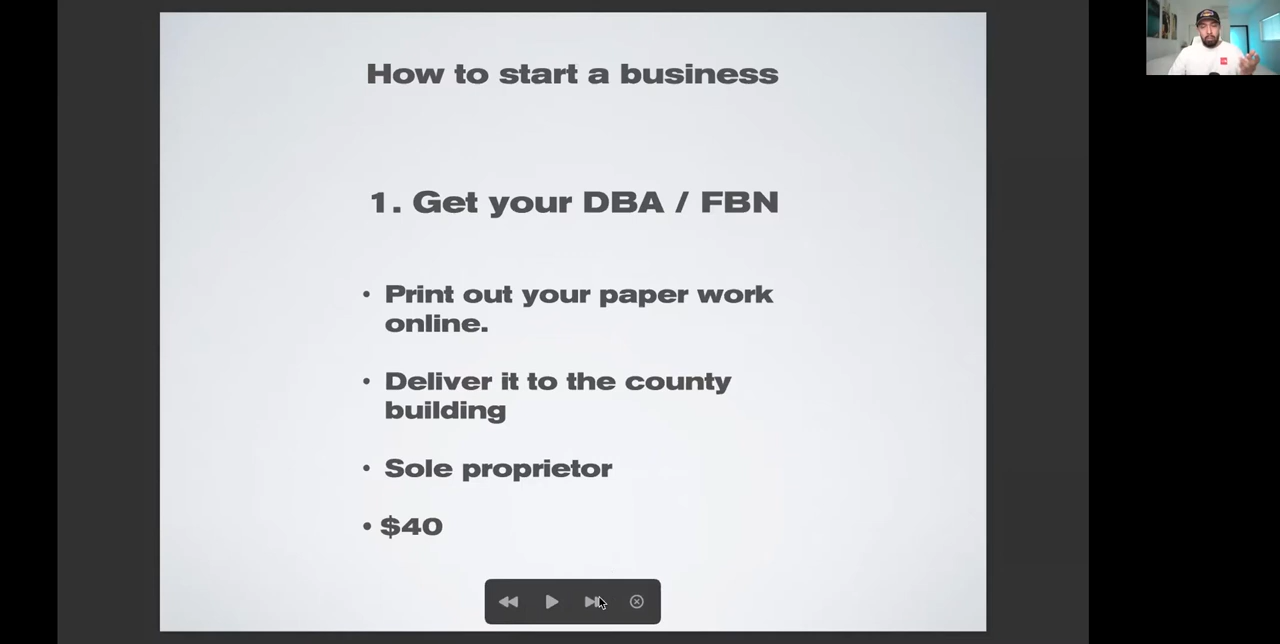 How to start a business
1. Get your DBA / FBN
• Print out your paper work
online.
• Deliver it to the county
building
• Sole proprietor
• $40